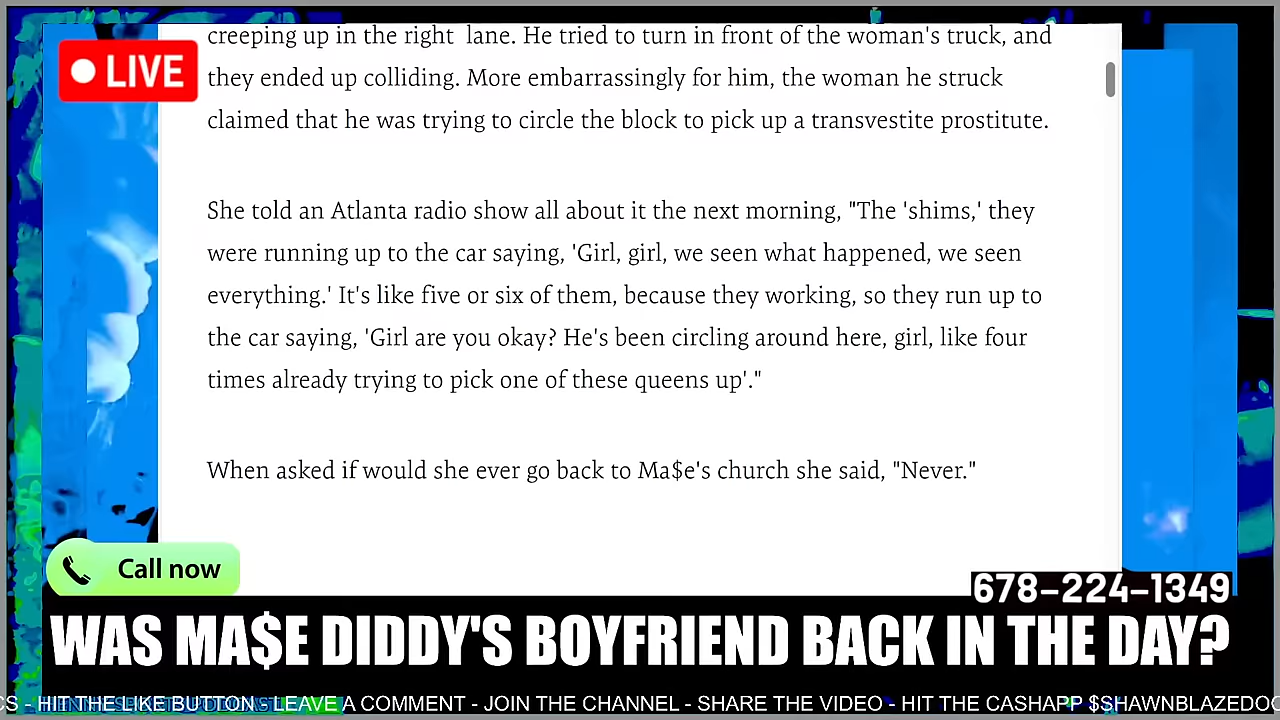 creeping up in the right lane. He tried to turn in front of the woman's truck, and
LIVE
they ended up colliding. More embarrassingly for him, the woman he struck
claimed that he was trying to circle the block to pick up a transvestite prostitute.
She told an Atlanta radio show all about it the next morning, "The 'shims,' they
were running up to the car saying, 'Girl, girl, we seen what happened, we seen
everything.' It's like five or six of them, because they working, so they run up to
the car saying, 'Girl are you okay? He's been circling around here, girl, like four
times already trying to pick one of these queens up'."
When asked if would she ever go back to Ma$e's church she said, "Never."
Call now
678-224-1349
WAS MA$E DIDDY'S BOYFRIEND BACK IN THE DAY?
CS - HIT THE LIKE BUTTON - LEAVE A COMMENT - JOIN THE CHANNEL - SHARE THE VIDEO - HIT THE CASHAPP $SHAWNBLAZEDOC